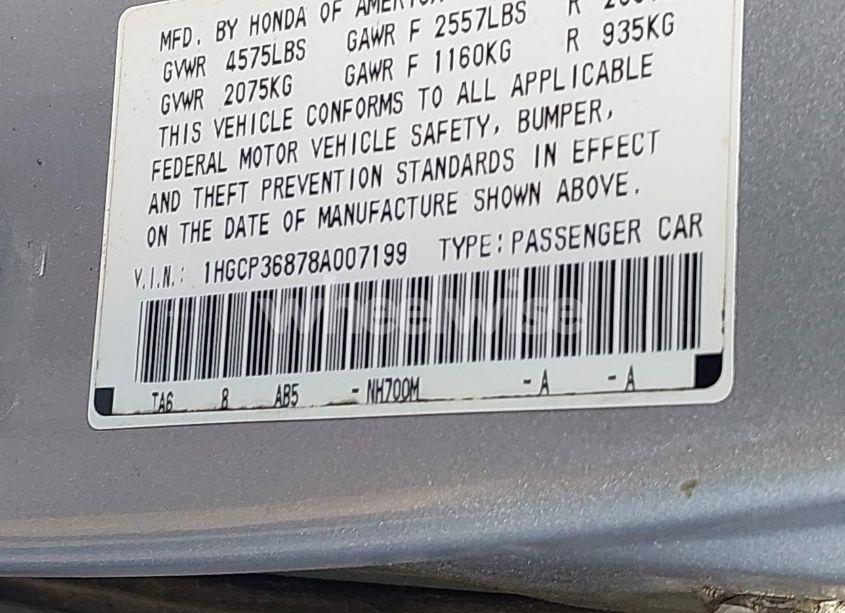 MFD. BY HONDA OF AMERICA
GVWR 4575LBS GAWR F 2557LBS R
GVWR 2075KG GAWR F 1160KG R 935KG
THIS VEHICLE CONFORMS TO ALL APPLICABLE
FEDERAL MOTOR VEHICLE SAFETY, BUMPER,
AND THEFT PREVENTION STANDARDS IN EFFECT
ON THE DATE OF MANUFACTURE SHOWN ABOVE.
V.I.N.: 1HGCP36878A007199 TYPE: PASSENGER CAR
wheelwise
TA6 8 AB5 - NH700M - A - A